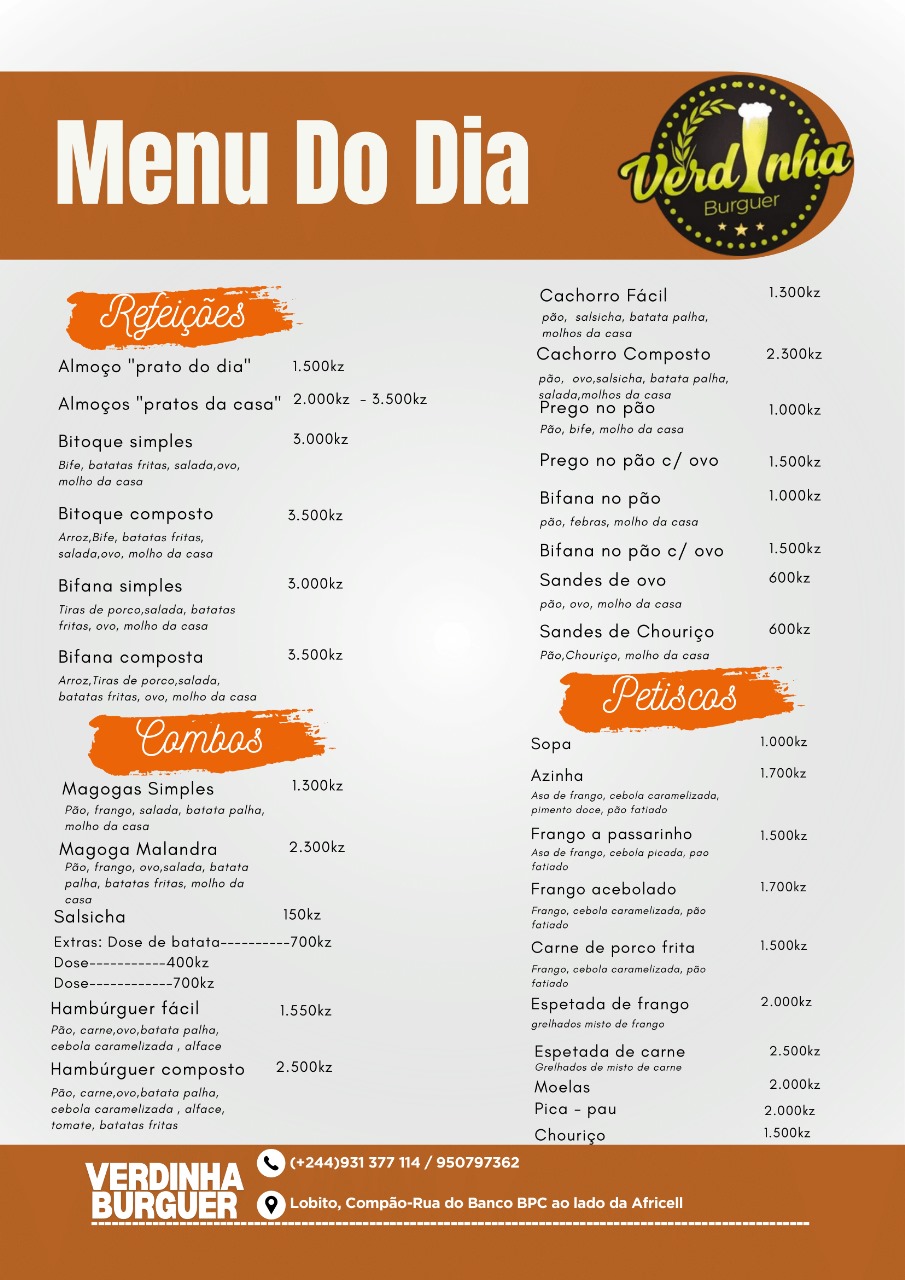 Menu Do Dia
VerdInha
Burguer
Refeições
Almoço "prato do dia" 1.500kz
Almoços "pratos da casa" 2.000kz - 3.500kz
Bitoque simples 3.000kz
Bife, batatas fritas, salada,ovo,
molho da casa
Bitoque composto 3.500kz
Arroz,Bife, batatas fritas,
salada,ovo, molho da casa
Bifana simples 3.000kz
Tiras de porco,salada, batatas
fritas, ovo, molho da casa
Bifana composta 3.500kz
Arroz,Tiras de porco,salada,
batatas fritas, ovo, molho da casa
Combos
Magogas Simples 1.300kz
Pão, frango, salada, batata palha,
molho da casa
Magoga Malandra 2.300kz
Pão, frango, ovo,salada, batata
palha, batatas fritas, molho da
casa
Salsicha 150kz
Extras: Dose de batata----------700kz
Dose-----------400kz
Dose------------700kz
Hambúrguer fácil 1.550kz
Pão, carne,ovo,batata palha,
cebola caramelizada , alface
Hambúrguer composto 2.500kz
Pão, carne,ovo,batata palha,
cebola caramelizada , alface,
tomate, batatas fritas
Cachorro Fácil 1.300kz
pão, salsicha, batata palha,
molhos da casa
Cachorro Composto 2.300kz
pão, ovo,salsicha, batata palha,
salada,molhos da casa
Prego no pão 1.000kz
Pão, bife, molho da casa
Prego no pão c/ ovo 1.500kz
Bifana no pão 1.000kz
pão, febras, molho da casa
Bifana no pão c/ ovo 1.500kz
Sandes de ovo 600kz
pão, ovo, molho da casa
Sandes de Chouriço 600kz
Pão,Chouriço, molho da casa
Petiscos
Sopa 1.000kz
Azinha 1.700kz
Asa de frango, cebola caramelizada,
pimento doce, pão fatiado
Frango a passarinho 1.500kz
Asa de frango, cebola picada, pao
fatiado
Frango acebolado 1.700kz
Frango, cebola caramelizada, pão
fatiado
Carne de porco frita 1.500kz
Frango, cebola caramelizada, pão
fatiado
Espetada de frango 2.000kz
grelhados misto de frango
Espetada de carne 2.500kz
Grelhados de misto de carne
Moelas 2.000kz
Pica - pau 2.000kz
Chouriço 1.500kz
VERDINHA
BURGUER
(+244)931 377 114 / 950797362
Lobito, Compão-Rua do Banco BPC ao lado da Africell